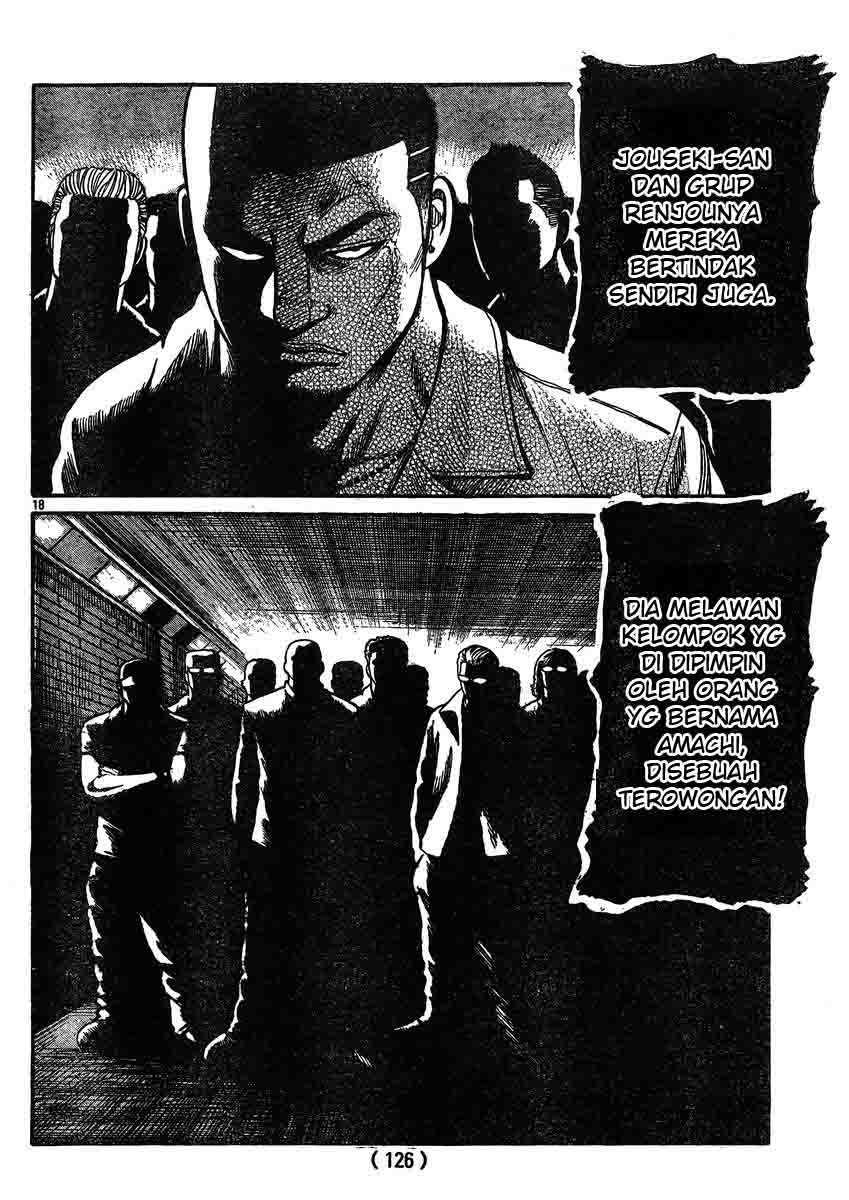 JOUSEKI-SAN
DAN GRUP
RENJOUNYA
MEREKA
BERTINDAK
SENDIRI JUGA.
18
DIA MELAWAN
KELOMPOK YG
DI DIPIMPIN
OLEH ORANG
YG BERNAMA
AMACHI,
DISEBUAH
TEROWONGAN!
( 126 )